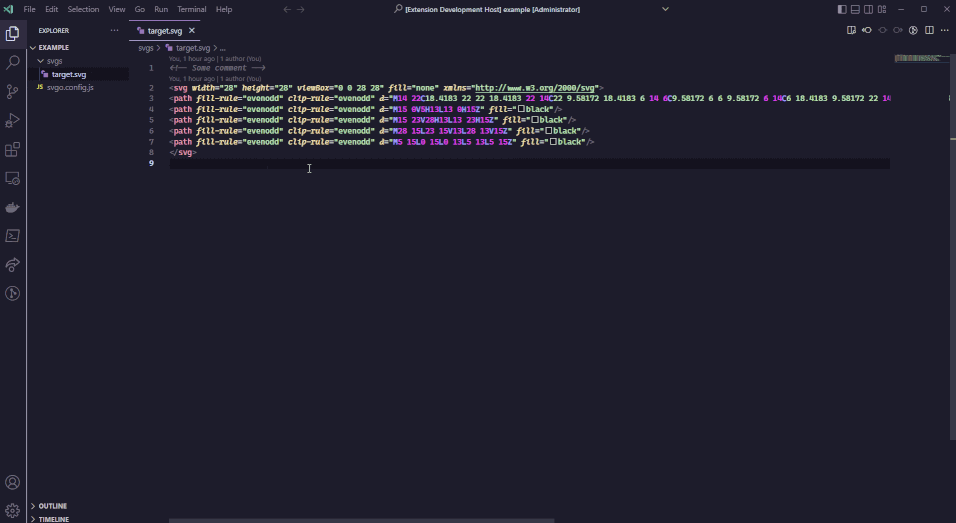 File Edit Selection View Go Run Terminal Help
[Extension Development Host] example [Administrator]
EXPLORER
EXAMPLE
svgs
target.svg
JS svgo.config.js
OUTLINE
TIMELINE
target.svg
svgs > target.svg > ...
You, 1 hour ago | 1 author (You)
1 <!-- Some comment -->
You, 1 hour ago | 1 author (You)
2 <svg width="28" height="28" viewBox="0 0 28 28" fill="none" xmlns="http://www.w3.org/2000/svg">
3 <path fill-rule="evenodd" clip-rule="evenodd" d="M14 22C18.4183 22 22 18.4183 22 14C22 9.58172 18.4183 6 14 6C9.58172 6 6 9.58172 6 14C6 18.4183 9.58172 22 14
4 <path fill-rule="evenodd" clip-rule="evenodd" d="M15 0V5H13L13 0H15Z" fill="black"/>
5 <path fill-rule="evenodd" clip-rule="evenodd" d="M15 23V28H13L13 23H15Z" fill="black"/>
6 <path fill-rule="evenodd" clip-rule="evenodd" d="M28 15L23 15V13L28 13V15Z" fill="black"/>
7 <path fill-rule="evenodd" clip-rule="evenodd" d="M5 15L0 15L0 13L5 13L5 15Z" fill="black"/>
8 </svg>
9